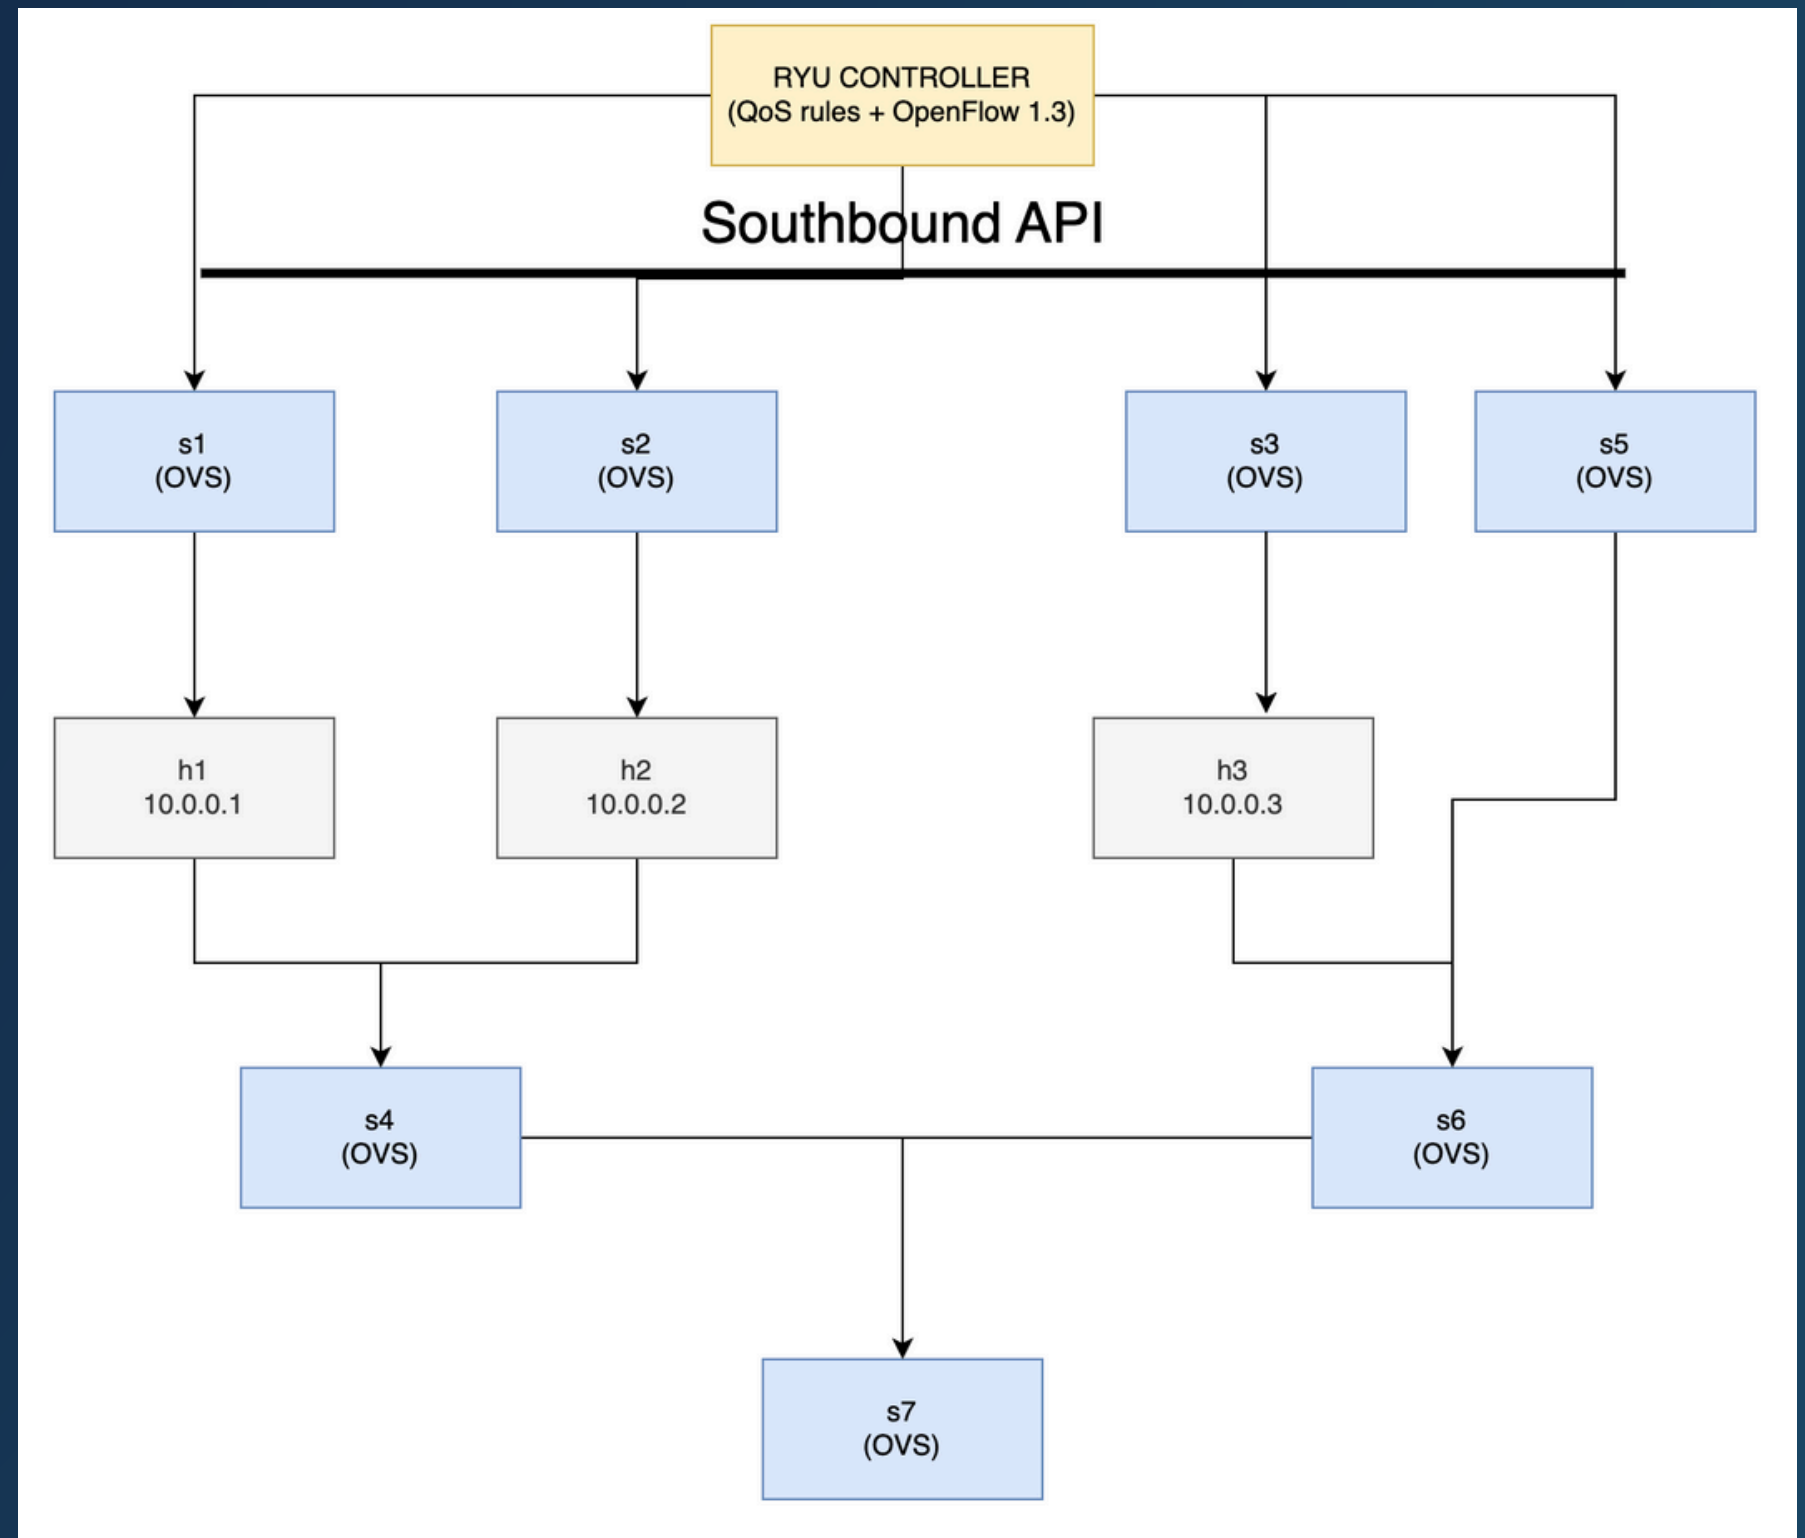 RYU CONTROLLER
(QoS rules + OpenFlow 1.3)
Southbound API
s1
(OVS)
s2
(OVS)
s3
(OVS)
s5
(OVS)
h1
10.0.0.1
h2
10.0.0.2
h3
10.0.0.3
s4
(OVS)
s6
(OVS)
s7
(OVS)